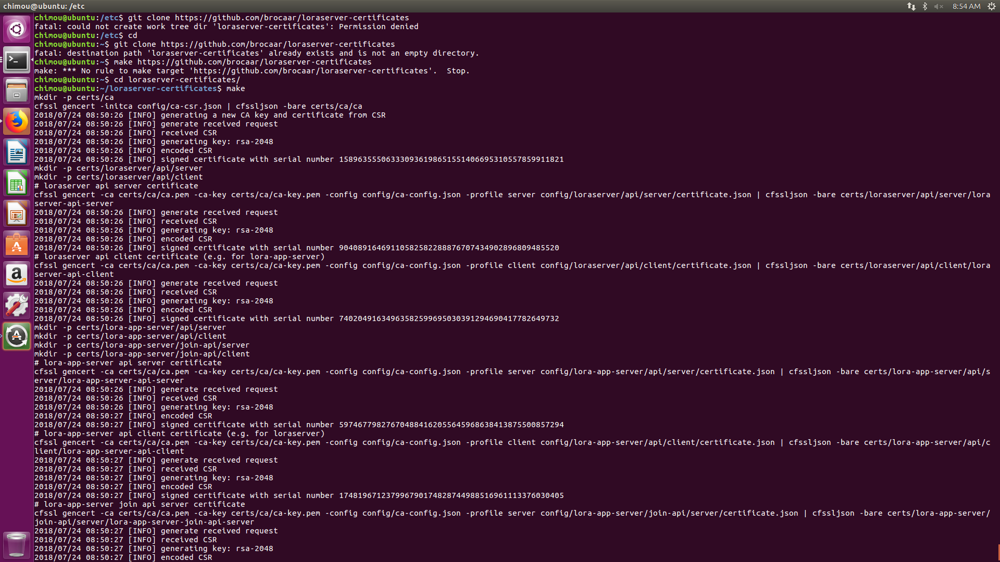 chimou@ubuntu: /etc
8:54 AM
chimou@ubuntu:/etc$ git clone https://github.com/brocaar/loraserver-certificates
fatal: could not create work tree dir 'loraserver-certificates': Permission denied
chimou@ubuntu:/etc$ cd
chimou@ubuntu:~$ git clone https://github.com/brocaar/loraserver-certificates
fatal: destination path 'loraserver-certificates' already exists and is not an empty directory.
chimou@ubuntu:~$ make https://github.com/brocaar/loraserver-certificates
make: *** No rule to make target 'https://github.com/brocaar/loraserver-certificates'.  Stop.
chimou@ubuntu:~$ cd loraserver-certificates/
chimou@ubuntu:~/loraserver-certificates$ make
mkdir -p certs/ca
cfssl gencert -initca config/ca-csr.json | cfssljson -bare certs/ca/ca
2018/07/24 08:50:26 [INFO] generating a new CA key and certificate from CSR
2018/07/24 08:50:26 [INFO] generate received request
2018/07/24 08:50:26 [INFO] received CSR
2018/07/24 08:50:26 [INFO] generating key: rsa-2048
2018/07/24 08:50:26 [INFO] encoded CSR
2018/07/24 08:50:26 [INFO] signed certificate with serial number 158963555063330936198651551406695310557859911821
mkdir -p certs/loraserver/api/server
mkdir -p certs/loraserver/api/client
# loraserver api server certificate
cfssl gencert -ca certs/ca/ca.pem -ca-key certs/ca/ca-key.pem -config config/ca-config.json -profile server config/loraserver/api/server/certificate.json | cfssljson -bare certs/loraserver/api/server/lora
server-api-server
2018/07/24 08:50:26 [INFO] generate received request
2018/07/24 08:50:26 [INFO] received CSR
2018/07/24 08:50:26 [INFO] generating key: rsa-2048
2018/07/24 08:50:26 [INFO] encoded CSR
2018/07/24 08:50:26 [INFO] signed certificate with serial number 90408916469110582582288876707434902896809485520
# loraserver api client certificate (e.g. for lora-app-server)
cfssl gencert -ca certs/ca/ca.pem -ca-key certs/ca/ca-key.pem -config config/ca-config.json -profile client config/loraserver/api/client/certificate.json | cfssljson -bare certs/loraserver/api/client/lora
server-api-client
2018/07/24 08:50:26 [INFO] generate received request
2018/07/24 08:50:26 [INFO] received CSR
2018/07/24 08:50:26 [INFO] generating key: rsa-2048
2018/07/24 08:50:26 [INFO] encoded CSR
2018/07/24 08:50:26 [INFO] signed certificate with serial number 74020491634963582599695030391294690417782649732
mkdir -p certs/lora-app-server/api/server
mkdir -p certs/lora-app-server/api/client
mkdir -p certs/lora-app-server/join-api/server
mkdir -p certs/lora-app-server/join-api/client
# lora-app-server api server certificate
cfssl gencert -ca certs/ca/ca.pem -ca-key certs/ca/ca-key.pem -config config/ca-config.json -profile server config/lora-app-server/api/server/certificate.json | cfssljson -bare certs/lora-app-server/api/s
erver/lora-app-server-api-server
2018/07/24 08:50:26 [INFO] generate received request
2018/07/24 08:50:26 [INFO] received CSR
2018/07/24 08:50:26 [INFO] generating key: rsa-2048
2018/07/24 08:50:27 [INFO] encoded CSR
2018/07/24 08:50:27 [INFO] signed certificate with serial number 597467798276704884162055645968638413875500857294
# lora-app-server api client certificate (e.g. for loraserver)
cfssl gencert -ca certs/ca/ca.pem -ca-key certs/ca/ca-key.pem -config config/ca-config.json -profile client config/lora-app-server/api/client/certificate.json | cfssljson -bare certs/lora-app-server/api/c
lient/lora-app-server-api-client
2018/07/24 08:50:27 [INFO] generate received request
2018/07/24 08:50:27 [INFO] received CSR
2018/07/24 08:50:27 [INFO] generating key: rsa-2048
2018/07/24 08:50:27 [INFO] encoded CSR
2018/07/24 08:50:27 [INFO] signed certificate with serial number 174819671237996790174828744988516961113376030405
# lora-app-server join api server certificate
cfssl gencert -ca certs/ca/ca.pem -ca-key certs/ca/ca-key.pem -config config/ca-config.json -profile server config/lora-app-server/join-api/server/certificate.json | cfssljson -bare certs/lora-app-server/
join-api/server/lora-app-server-join-api-server
2018/07/24 08:50:27 [INFO] generate received request
2018/07/24 08:50:27 [INFO] received CSR
2018/07/24 08:50:27 [INFO] generating key: rsa-2048
2018/07/24 08:50:27 [INFO] encoded CSR